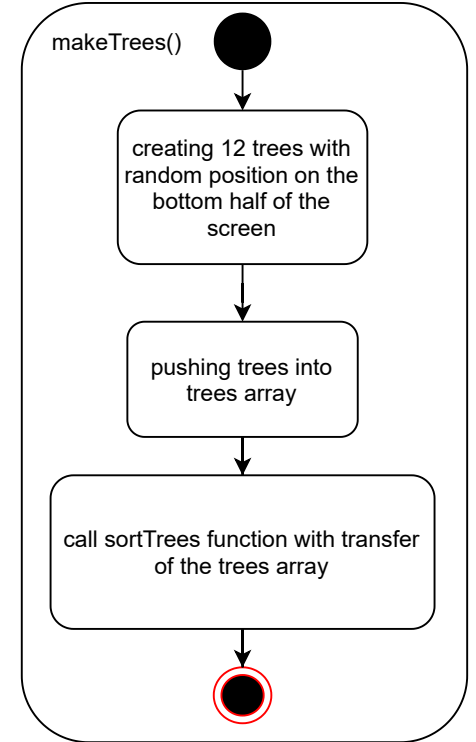 makeTrees()
creating 12 trees with
random position on the
bottom half of the
screen
pushing trees into
trees array
call sortTrees function with transfer
of the trees array